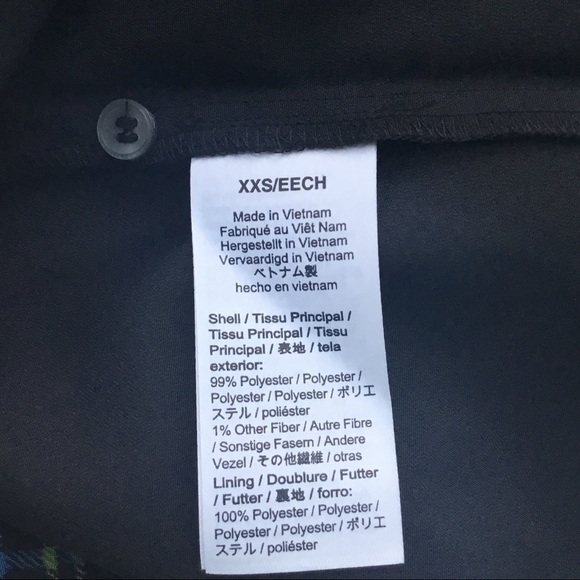 XXS/EECH
Made in Vietnam
Fabriqué au Viêt Nam
Hergestellt in Vietnam
Vervaardigd in Vietnam
ベトナム製
hecho en vietnam
Shell / Tissu Principal /
Tissu Principal / Tissu
Principal / 表地 / tela
exterior:
99% Polyester / Polyester /
Polyester / Polyester / ポリエ
ステル / poliéster
1% Other Fiber / Autre Fibre
/ Sonstige Fasern / Andere
Vezel / その他繊維 / otras
Lining / Doublure / Futter
/ Futter / 裏地 / forro:
100% Polyester / Polyester /
Polyester / Polyester / ポリエ
ステル / poliéster